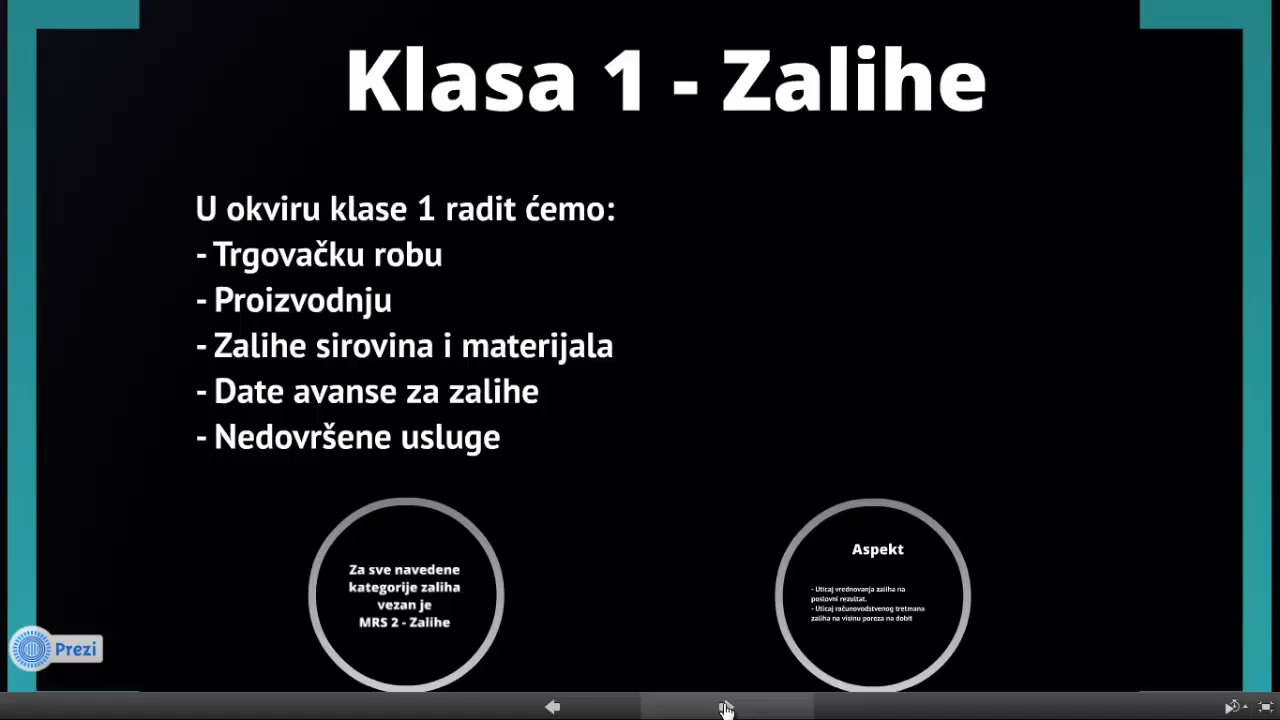 Klasa 1 - Zalihe
U okviru klase 1 radit ćemo:
- Trgovačku robu
- Proizvodnju
- Zalihe sirovina i materijala
- Date avanse za zalihe
- Nedovršene usluge
Za sve navedene
kategorije zaliha
vezan je
MRS 2 - Zalihe
Aspekt
- Uticaj vrednovanja zaliha na
poslovni rezultat.
- Uticaj računovodstvenog tretmana
zaliha na visinu poreza na dobit
Prezi